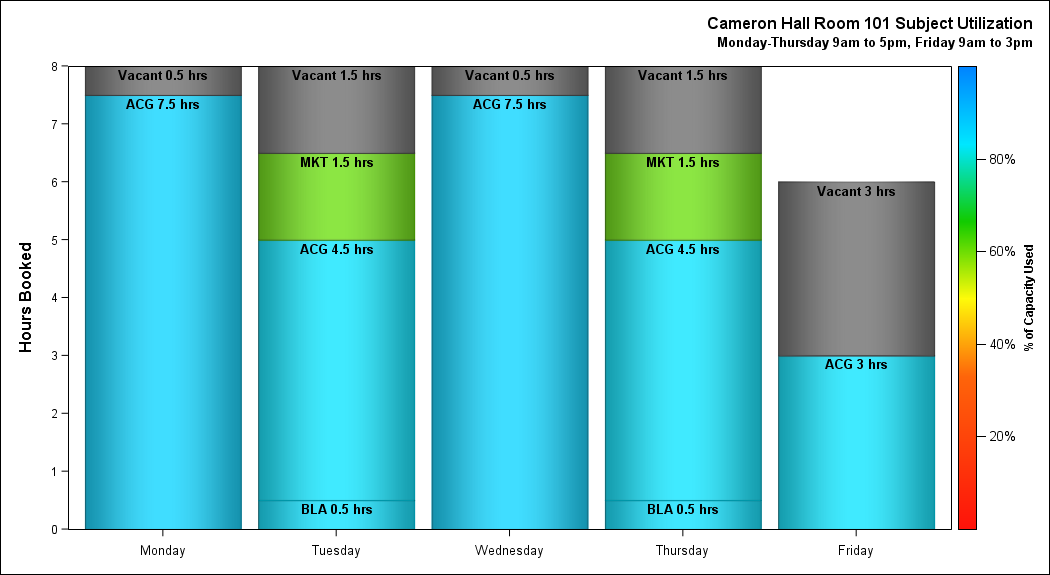 Cameron Hall Room 101 Subject Utilization
Monday-Thursday 9am to 5pm, Friday 9am to 3pm
Hours Booked
8
7
6
5
4
3
2
1
0
Vacant 0.5 hrs
ACG 7.5 hrs
Vacant 1.5 hrs
MKT 1.5 hrs
ACG 4.5 hrs
BLA 0.5 hrs
Vacant 0.5 hrs
ACG 7.5 hrs
Vacant 1.5 hrs
MKT 1.5 hrs
ACG 4.5 hrs
BLA 0.5 hrs
Vacant 3 hrs
ACG 3 hrs
Monday
Tuesday
Wednesday
Thursday
Friday
80%
60%
40%
20%
% of Capacity Used